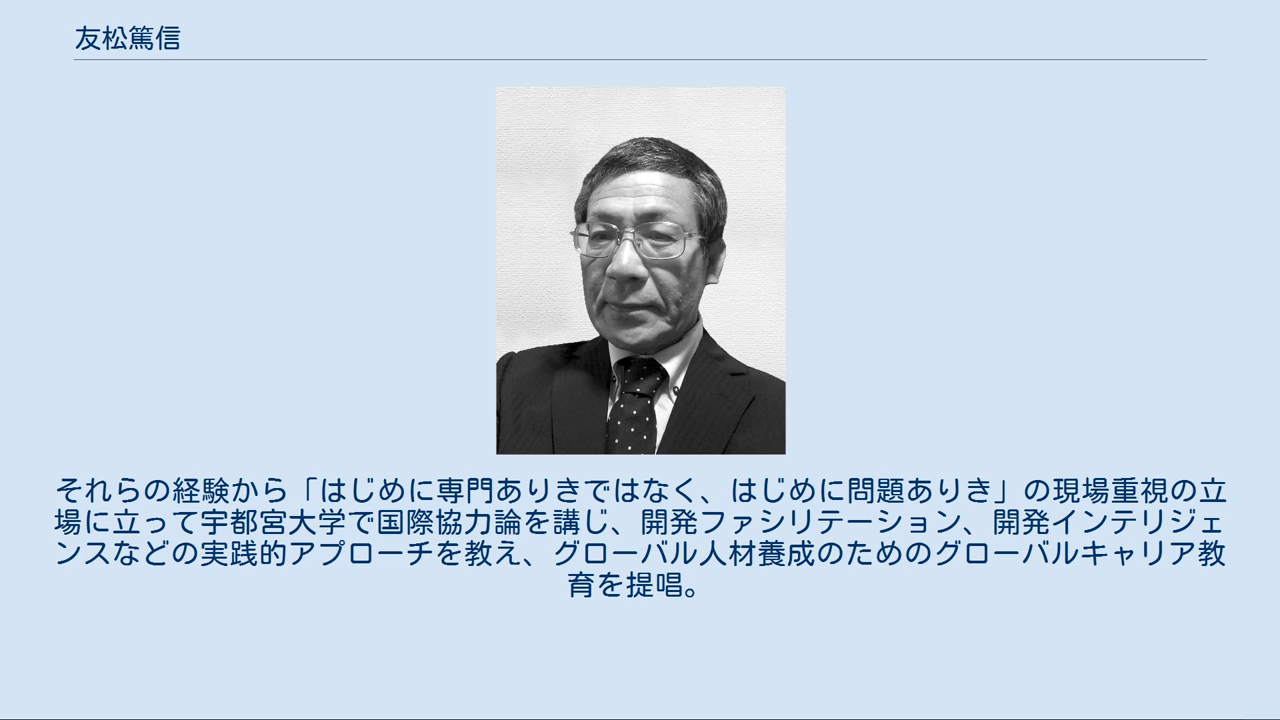 友松篤信
それらの経験から「はじめに専門ありきではなく、はじめに問題ありき」の現場重視の立
場に立って宇都宮大学で国際協力論を講じ、開発ファシリテーション、開発インテリジェ
ンスなどの実践的アプローチを教え、グローバル人材養成のためのグローバルキャリア教
育を提唱。